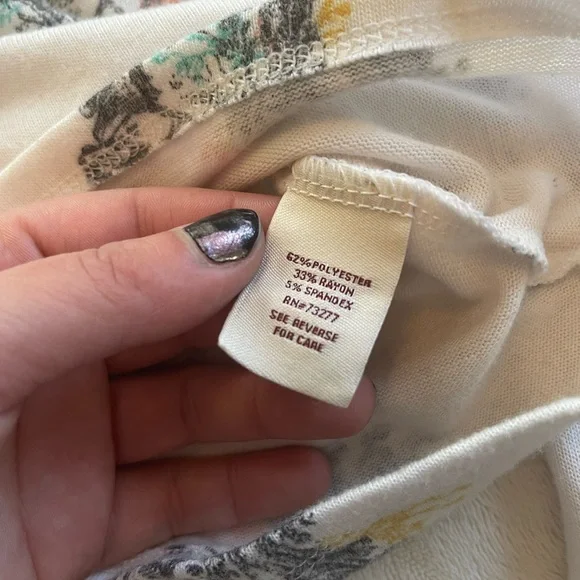 62% POLYESTER
33% RAYON
5% SPANDEX
RN# 73277
SEE REVERSE
FOR CARE